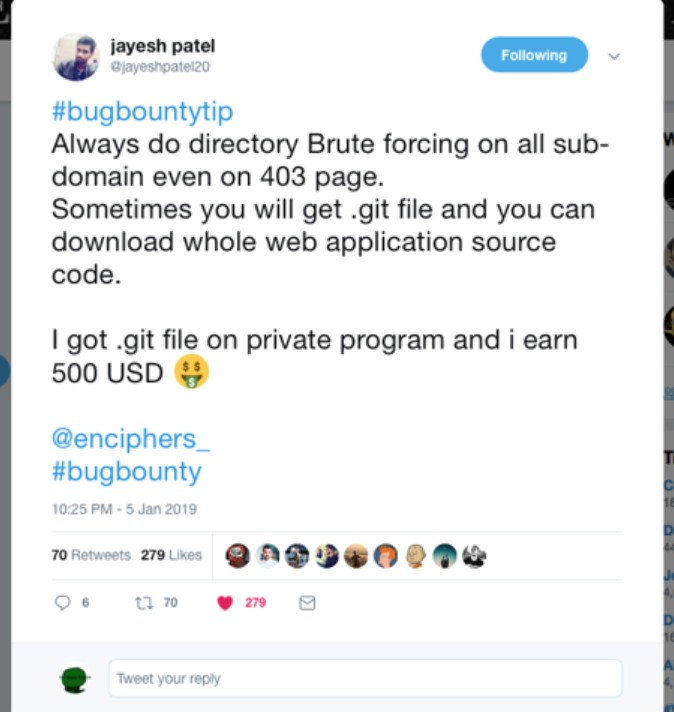 jayesh patel
@jayeshpatel20
Following
#bugbountytip
Always do directory Brute forcing on all sub-
domain even on 403 page.
Sometimes you will get .git file and you can
download whole web application source
code.
I got .git file on private program and i earn
500 USD 🤑
@enciphers_
#bugbounty
10:25 PM - 5 Jan 2019
70 Retweets 279 Likes
6 70 279
Tweet your reply